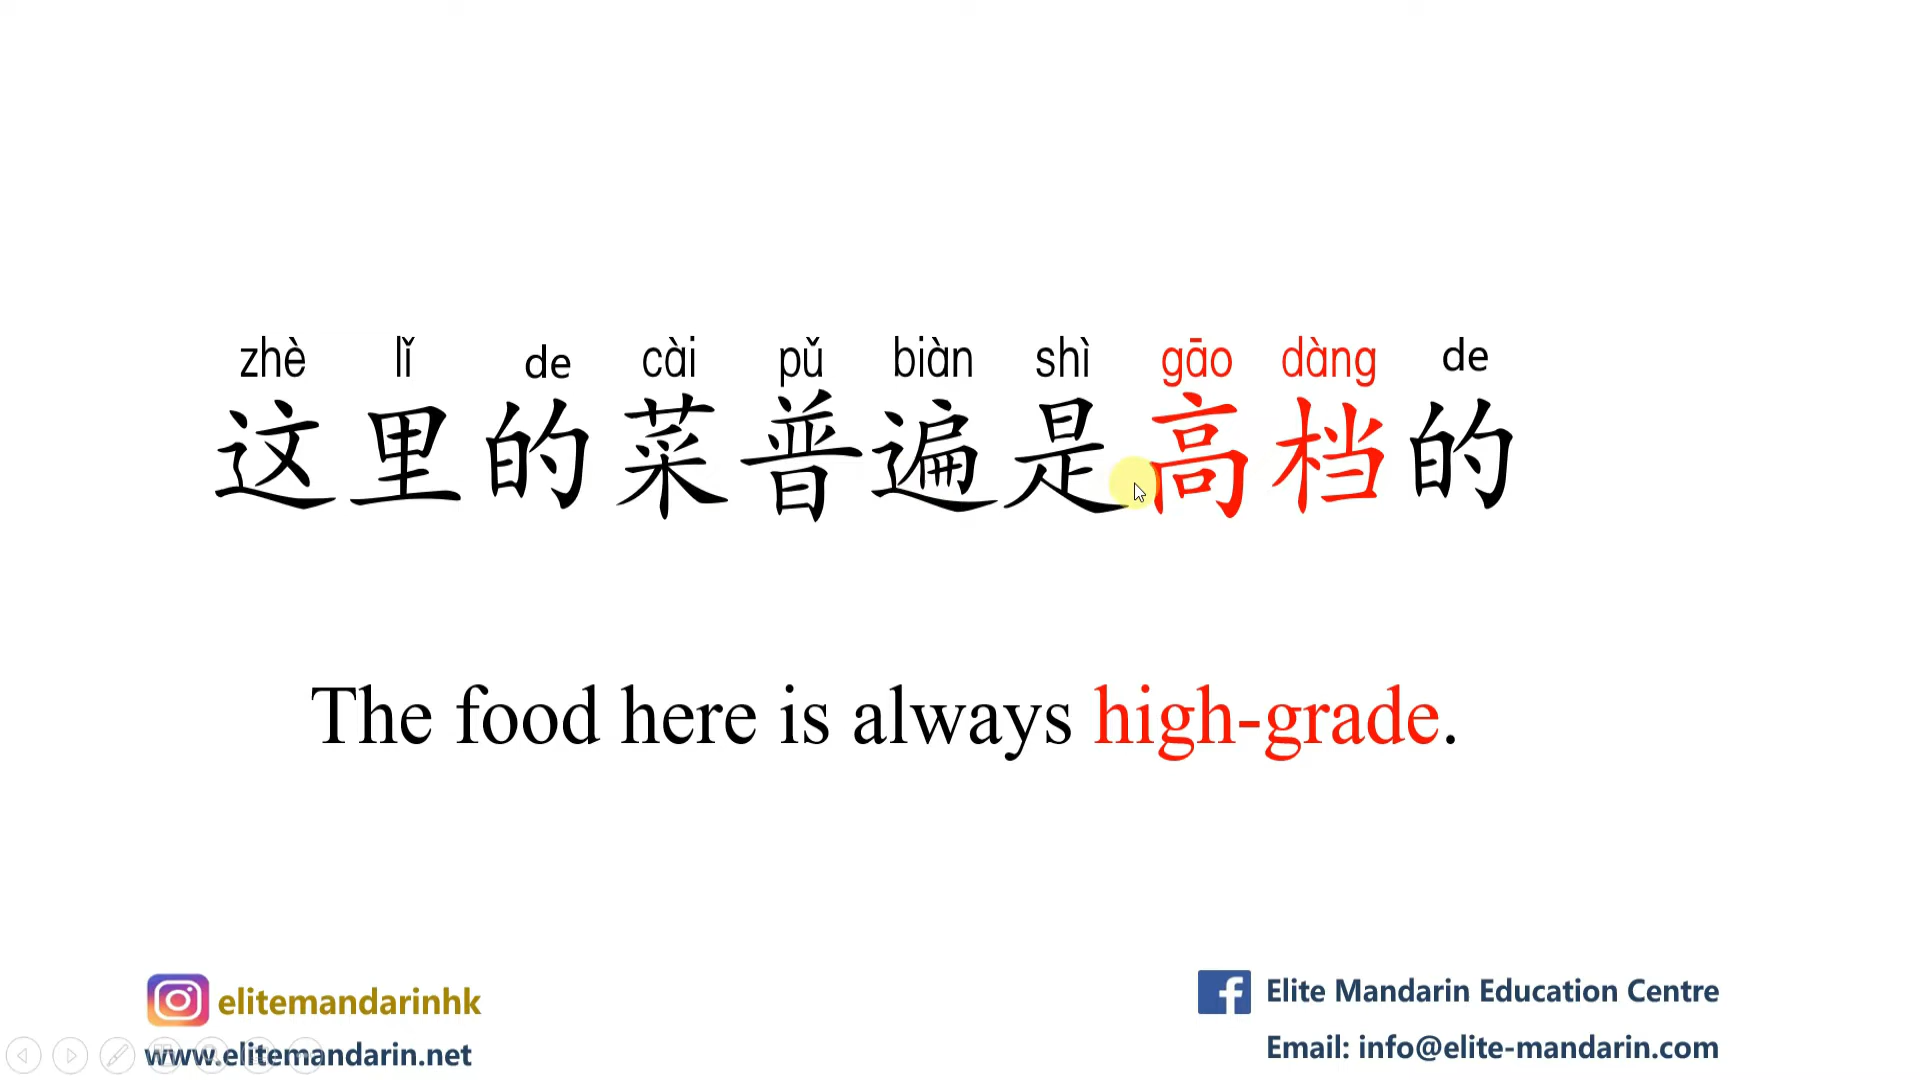 zhè lǐ de cài pǔ biàn shì gāo dàng de
这里的菜普遍是高档的
The food here is always high-grade.
elitemandarinhk
www.elitemandarin.net
Elite Mandarin Education Centre
Email: info@elite-mandarin.com